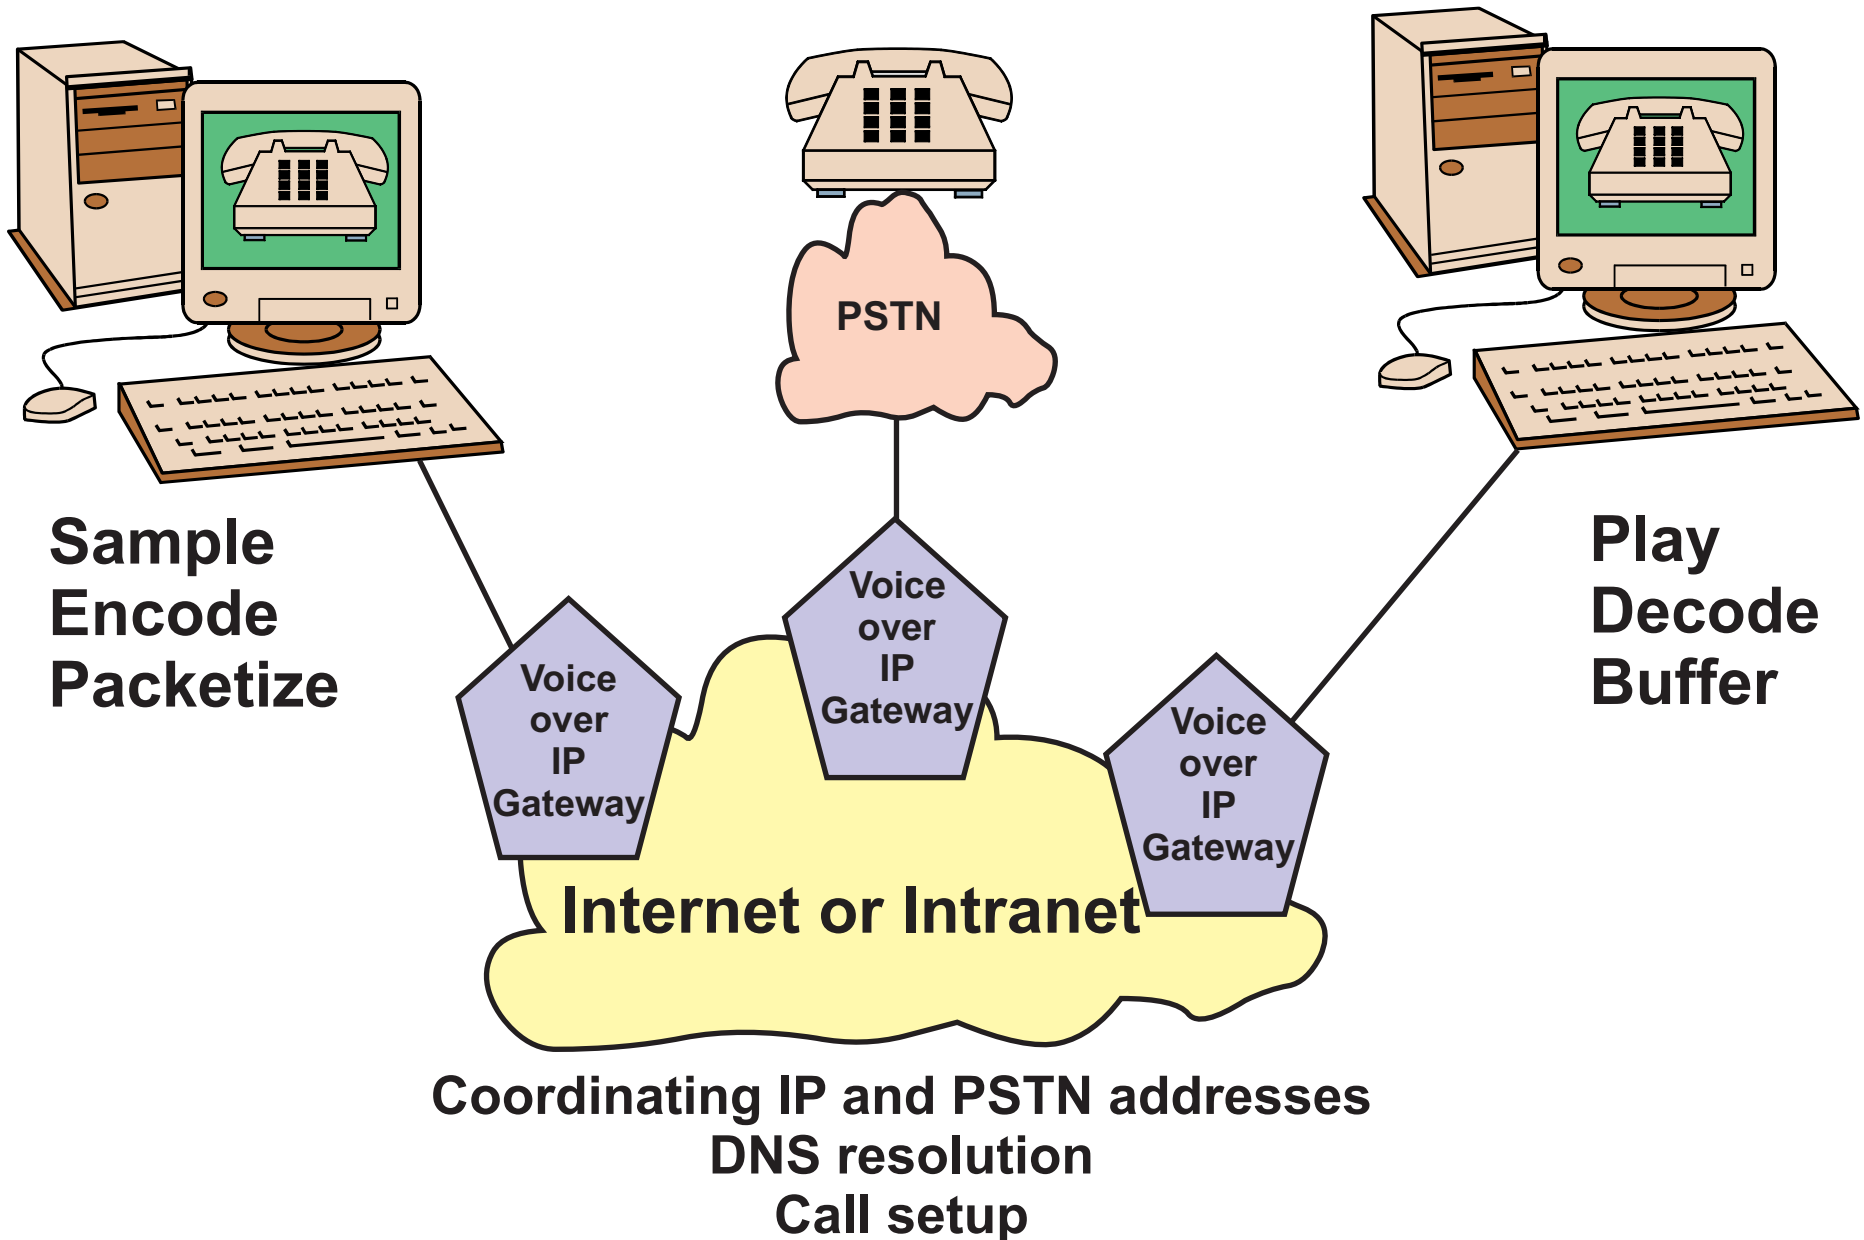 PSTN
Sample
Encode
Packetize
Play
Decode
Buffer
Voice
over
IP
Gateway
Voice
over
IP
Gateway
Voice
over
IP
Gateway
Internet or Intranet
Coordinating IP and PSTN addresses
DNS resolution
Call setup